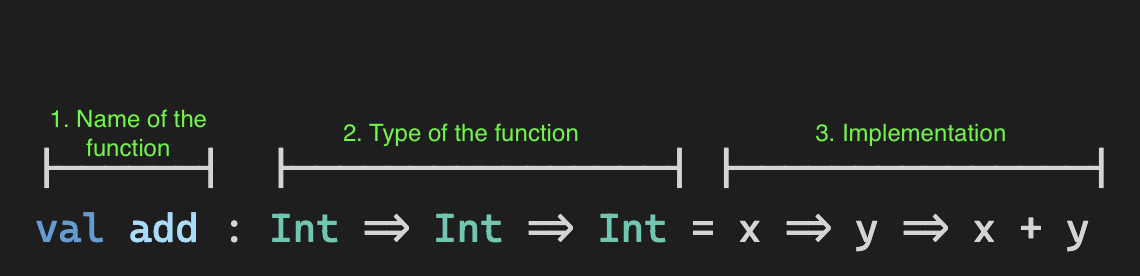 1. Name of the
function
2. Type of the function
3. Implementation
val add : Int ⇒ Int ⇒ Int = x ⇒ y ⇒ x + y